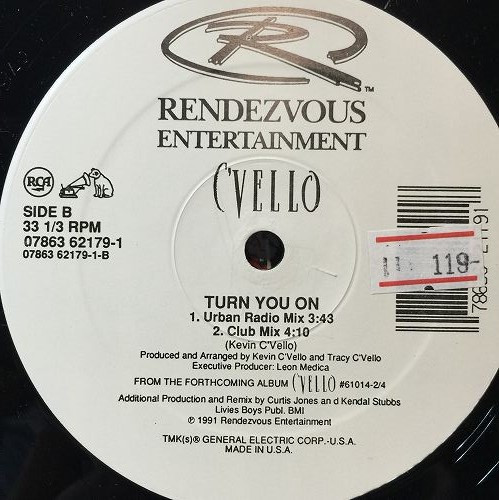 R ™
RENDEZVOUS
ENTERTAINMENT
C'VELLO
RCA
SIDE B
33 1/3 RPM
07863 62179-1
07863 62179-1-B
119-
TURN YOU ON
1. Urban Radio Mix 3:43
2. Club Mix 4:10
(Kevin C'Vello)
Produced and Arranged by Kevin C'Vello and Tracy C'Vello
Executive Producer: Leon Medica
FROM THE FORTHCOMING ALBUM C'VELLO #61014-2/4
Additional Production and Remix by Curtis Jones and Kendal Stubbs
Livies Boys Publ. BMI
℗ 1991 Rendezvous Entertainment
TMK(s)® GENERAL ELECTRIC CORP.-U.S.A.
MADE IN U.S.A.